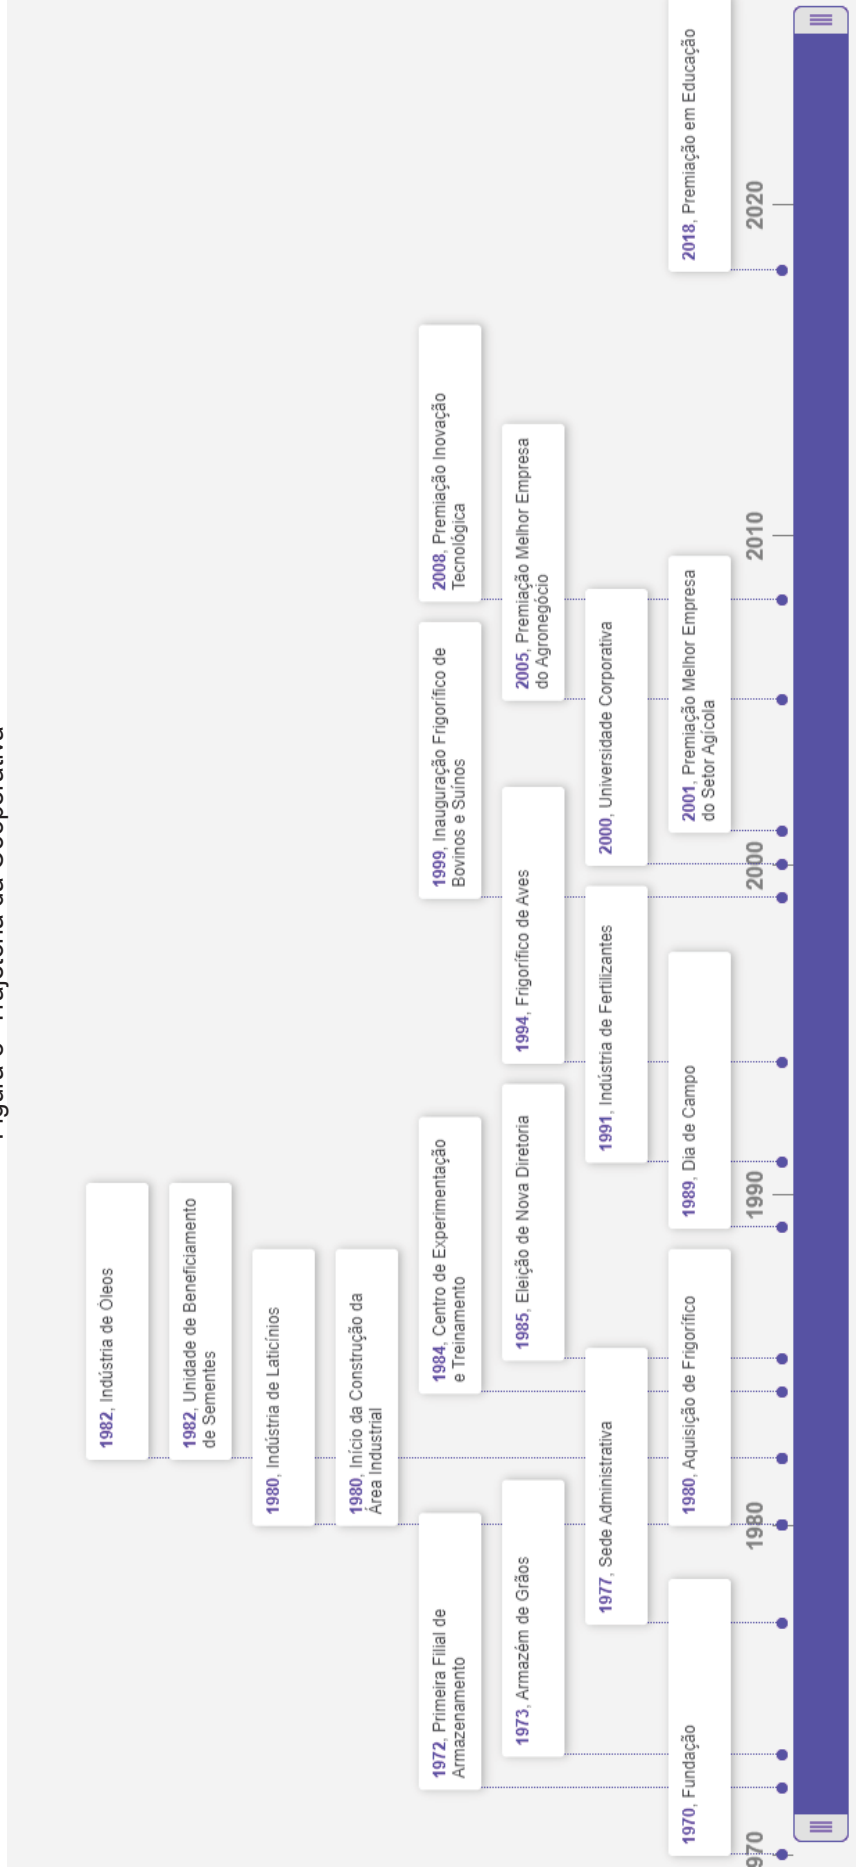 Figura - Trajetória da Cooperativa
1982, Indústria de Óleos
1982, Unidade de Beneficiamento
de Sementes
1980, Indústria de Laticínios
1980, Início da Construção da
Área Industrial
1972, Primeira Filial de
Armazenamento
1984, Centro de Experimentação
e Treinamento
1999, Inauguração Frigorífico de
Bovinos e Suínos
2008, Premiação Inovação
Tecnológica
1973, Armazém de Grãos
1985, Eleição de Nova Diretoria
1994, Frigorífico de Aves
2005, Premiação Melhor Empresa
do Agronegócio
1977, Sede Administrativa
1991, Indústria de Fertilizantes
2000, Universidade Corporativa
1970, Fundação
1980, Aquisição de Frigorífico
1989, Dia de Campo
2001, Premiação Melhor Empresa
do Setor Agícola
2018, Premiação em Educação
970 1980 1990 2000 2010 2020